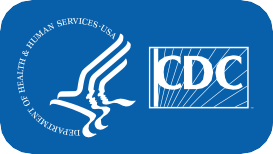 DEPARTMENT OF HEALTH & HUMAN SERVICES·USA
CDC